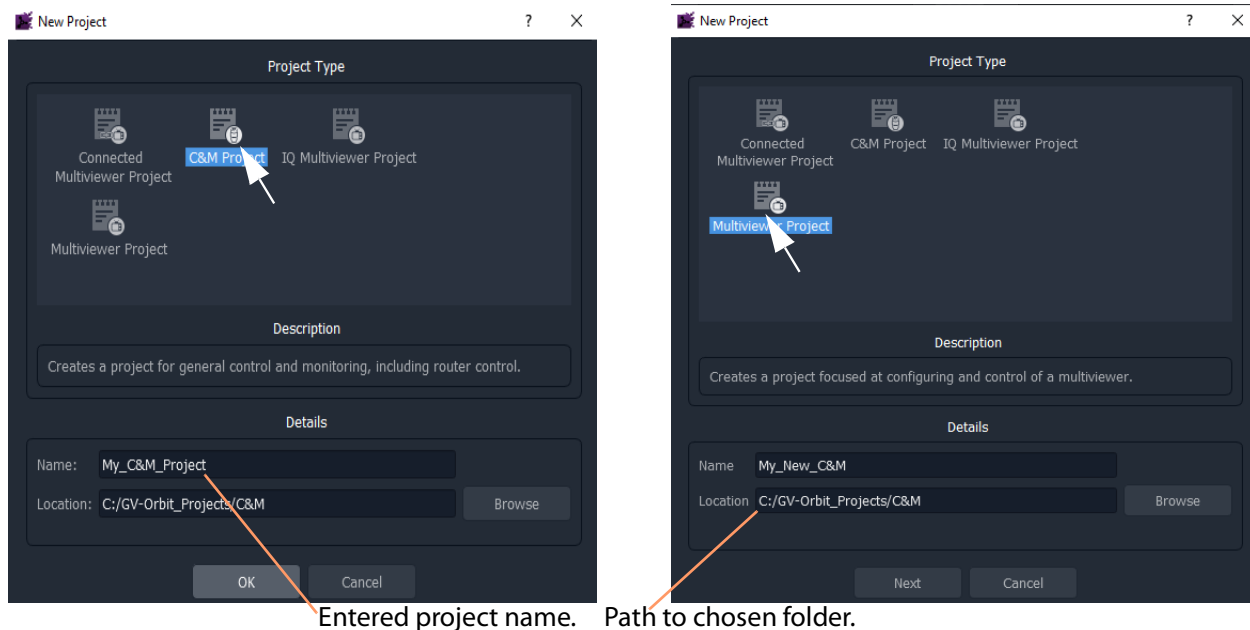 New Project
?
×
Project Type
Connected
Multiviewer Project
C&M Project
IQ Multiviewer Project
Multiviewer Project
Description
Creates a project for general control and monitoring, including router control.
Details
Name:
My_C&M_Project
Location:
C:/GV-Orbit_Projects/C&M
Browse
OK
Cancel
Entered project name.
New Project
?
×
Project Type
Connected
Multiviewer Project
C&M Project
IQ Multiviewer Project
Multiviewer Project
Description
Creates a project focused at configuring and control of a multiviewer.
Details
Name
My_New_C&M
Location
C:/GV-Orbit_Projects/C&M
Browse
Next
Cancel
Path to chosen folder.